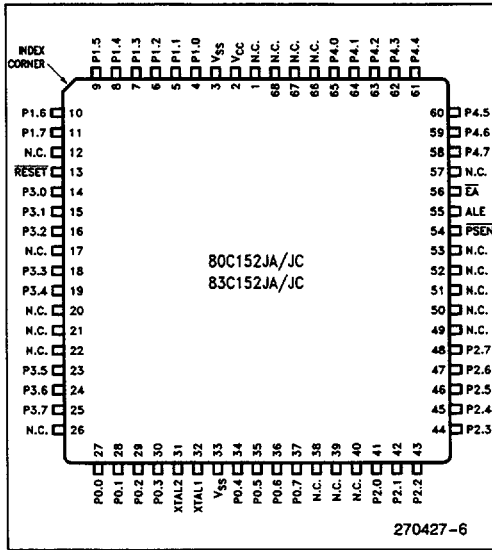 INDEX
CORNER
P1.5 P1.4 P1.3 P1.2 P1.1 P1.0 VSS VCC N.C. N.C. N.C. N.C. P4.0 P4.1 P4.2 P4.3 P4.4
9 8 7 6 5 4 3 2 1 68 67 66 65 64 63 62 61
P1.6 10
P1.7 11
N.C. 12
RESET 13
P3.0 14
P3.1 15
P3.2 16
N.C. 17
P3.3 18
P3.4 19
N.C. 20
N.C. 21
N.C. 22
P3.5 23
P3.6 24
P3.7 25
N.C. 26
80C152JA/JC
83C152JA/JC
60 P4.5
59 P4.6
58 P4.7
57 N.C.
56 EA
55 ALE
54 PSEN
53 N.C.
52 N.C.
51 N.C.
50 N.C.
49 N.C.
48 P2.7
47 P2.6
46 P2.5
45 P2.4
44 P2.3
27 28 29 30 31 32 33 34 35 36 37 38 39 40 41 42 43
P0.0 P0.1 P0.2 P0.3 XTAL2 XTAL1 VSS P0.4 P0.5 P0.6 P0.7 N.C. N.C. N.C. P2.0 P2.1 P2.2
270427-6